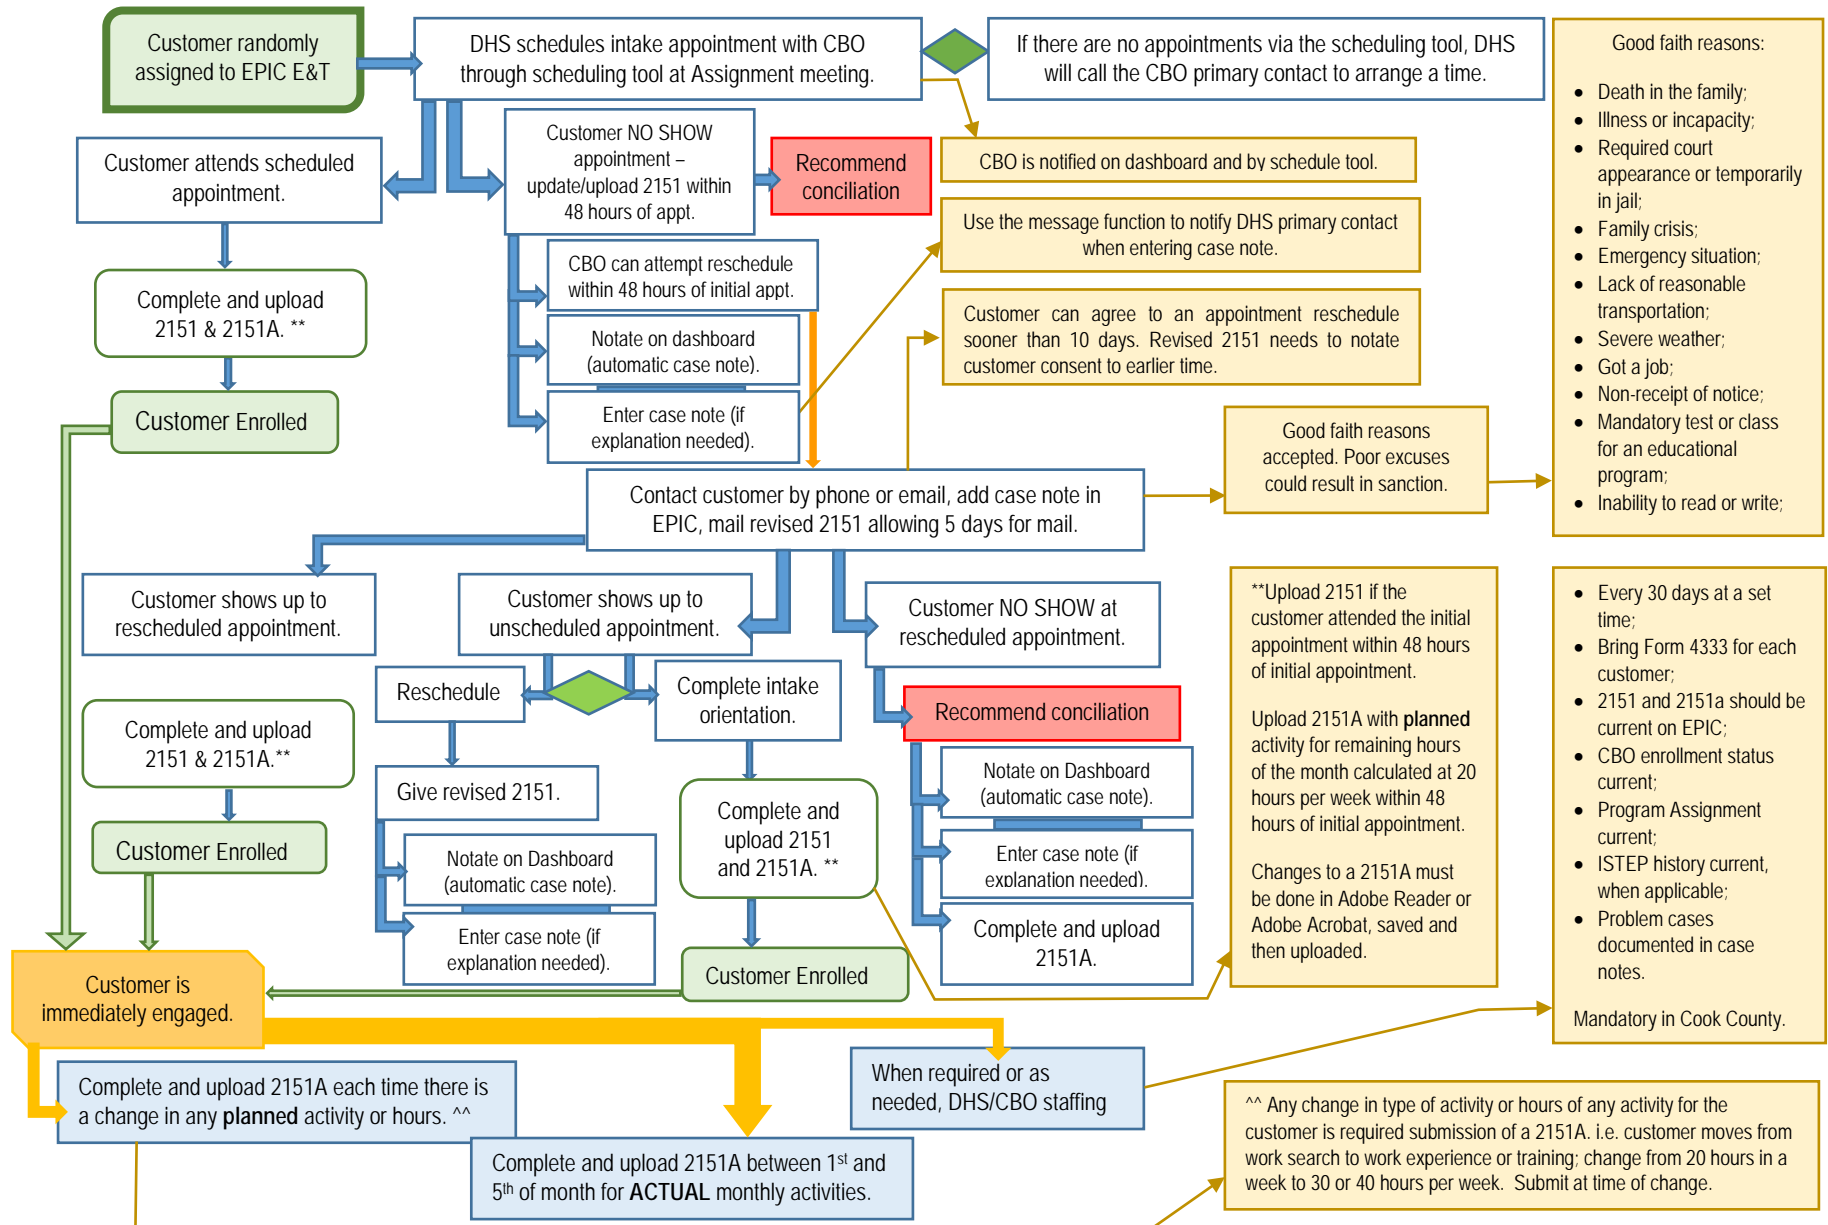 Customer randomly
assigned to EPIC E&T
DHS schedules intake appointment with CBO
through scheduling tool at Assignment meeting.
If there are no appointments via the scheduling tool, DHS
will call the CBO primary contact to arrange a time.
Good faith reasons:
• Death in the family;
• Illness or incapacity;
• Required court
appearance or temporarily
in jail;
• Family crisis;
• Emergency situation;
• Lack of reasonable
transportation;
• Severe weather;
• Got a job;
• Non-receipt of notice;
• Mandatory test or class
for an educational
program;
• Inability to read or write;
Customer attends scheduled
appointment.
Customer NO SHOW
appointment –
update/upload 2151 within
48 hours of appt.
Recommend
conciliation
CBO is notified on dashboard and by schedule tool.
Use the message function to notify DHS primary contact
when entering case note.
CBO can attempt reschedule
within 48 hours of initial appt.
Complete and upload
2151 & 2151A. **
Notate on dashboard
(automatic case note).
Customer can agree to an appointment reschedule
sooner than 10 days. Revised 2151 needs to notate
customer consent to earlier time.
Customer Enrolled
Enter case note (if
explanation needed).
Good faith reasons
accepted. Poor excuses
could result in sanction.
Contact customer by phone or email, add case note in
EPIC, mail revised 2151 allowing 5 days for mail.
Customer shows up to
rescheduled appointment.
Customer shows up to
unscheduled appointment.
Customer NO SHOW at
rescheduled appointment.
**Upload 2151 if the
customer attended the initial
appointment within 48 hours
of initial appointment.
Upload 2151A with planned
activity for remaining hours
of the month calculated at 20
hours per week within 48
hours of initial appointment.
Changes to a 2151A must
be done in Adobe Reader or
Adobe Acrobat, saved and
then uploaded.
• Every 30 days at a set
time;
• Bring Form 4333 for each
customer;
• 2151 and 2151a should be
current on EPIC;
• CBO enrollment status
current;
• Program Assignment
current;
• ISTEP history current,
when applicable;
• Problem cases
documented in case
notes.
Mandatory in Cook County.
Reschedule
Complete intake
orientation.
Recommend conciliation
Complete and upload
2151 & 2151A.**
Give revised 2151.
Complete and
upload 2151
and 2151A. **
Notate on Dashboard
(automatic case note).
Customer Enrolled
Notate on Dashboard
(automatic case note).
Enter case note (if
explanation needed).
Enter case note (if
explanation needed).
Complete and upload
2151A.
Customer Enrolled
Customer is
immediately engaged.
Complete and upload 2151A each time there is
a change in any planned activity or hours. ^^
When required or as
needed, DHS/CBO staffing
Complete and upload 2151A between 1st and
5th of month for ACTUAL monthly activities.
^^ Any change in type of activity or hours of any activity for the
customer is required submission of a 2151A. i.e. customer moves from
work search to work experience or training; change from 20 hours in a
week to 30 or 40 hours per week. Submit at time of change.